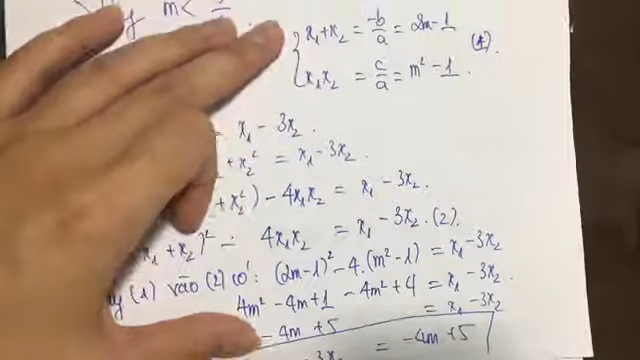 m <
x₁ + x₂ = -b/a = 2m - 1
(1)
x₁x₂ = c/a = m² - 1.
x₁ - 3x₂.
+ x₂² = x₁ - 3x₂.
+ x₂²) - 4x₁x₂ = x₁ - 3x₂.
x₁ + x₂)² - 4x₁x₂ = x₁ - 3x₂. (2).
y (1) vào (2) có: (2m-1)² - 4.(m²-1) = x₁ - 3x₂
4m² - 4m + 1 - 4m² + 4 = x₁ - 3x₂.
- 4m + 5 = x₁ - 3x₂
- 3x₂ = -4m + 5